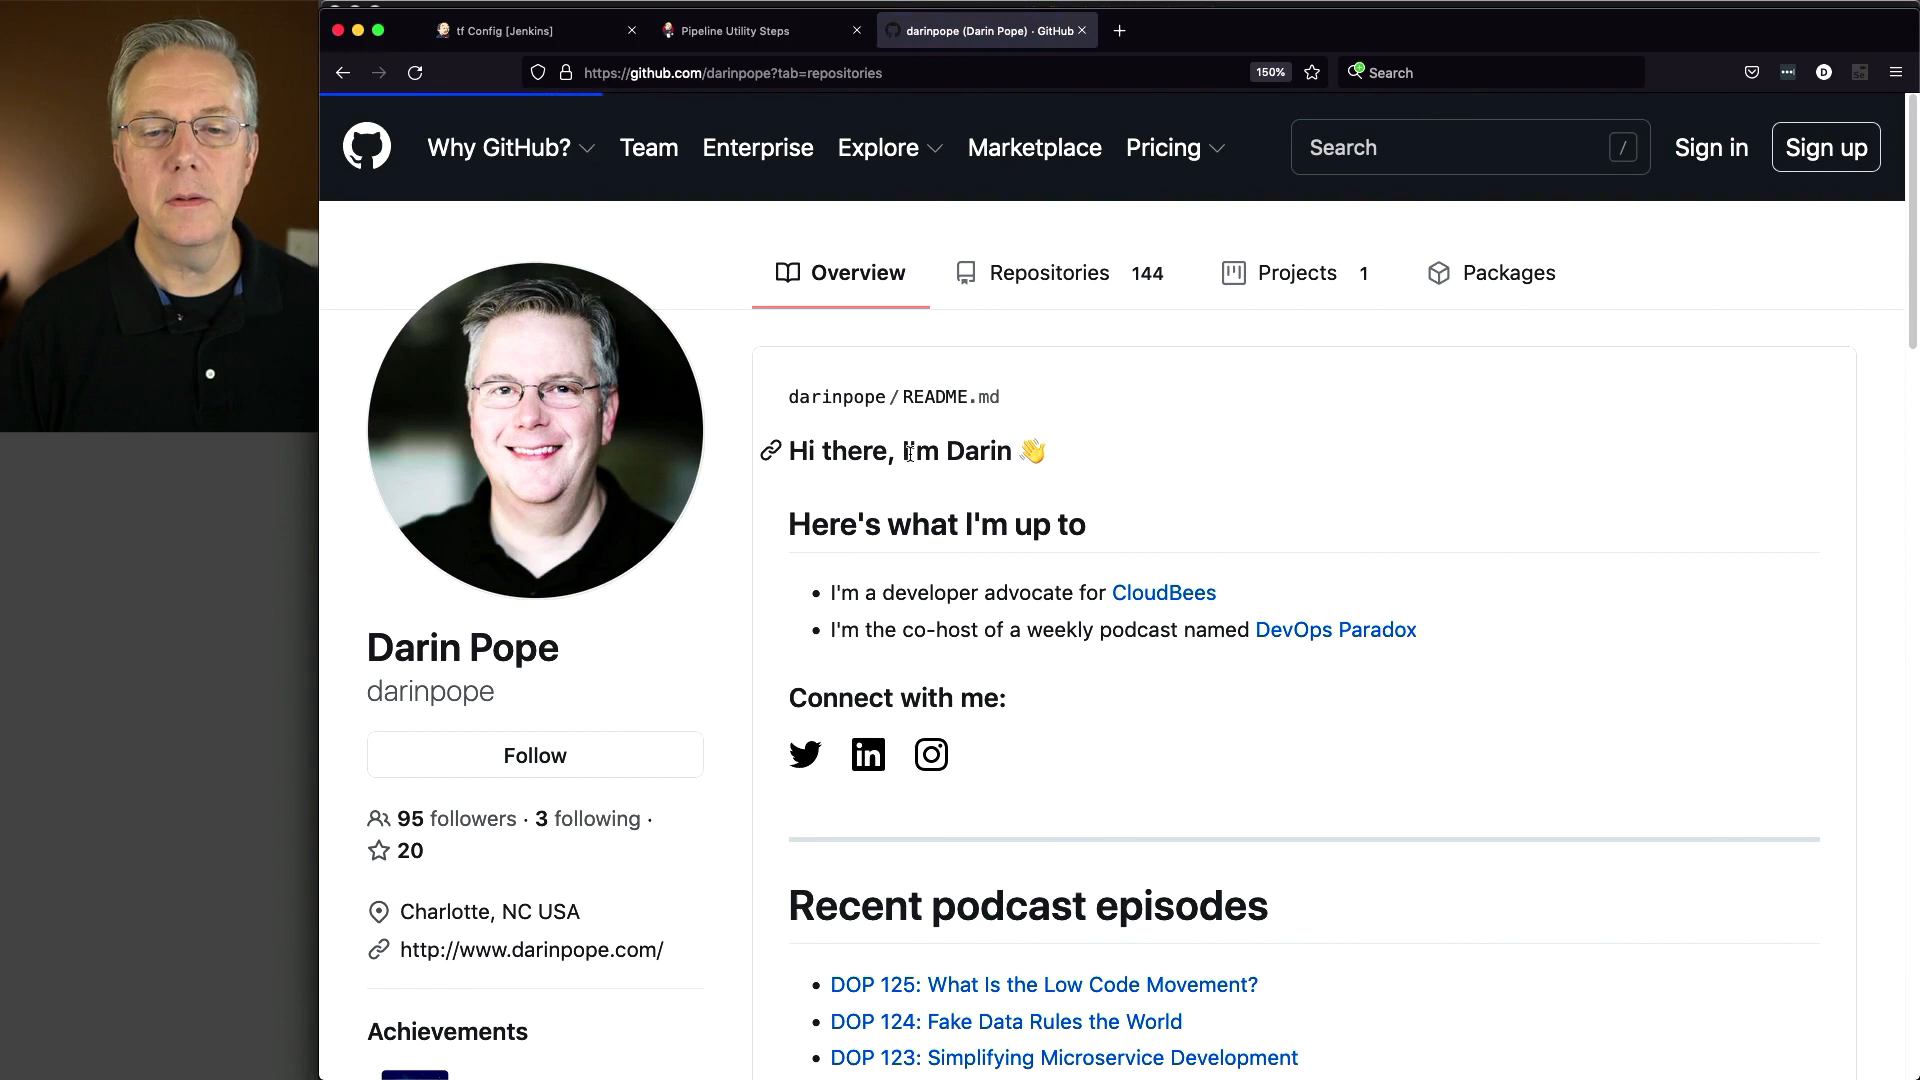 tf Config [Jenkins]
Pipeline Utility Steps
darinpope (Darin Pope) · GitHub
https://github.com/darinpope?tab=repositories
150%
Search
Why GitHub?
Team
Enterprise
Explore
Marketplace
Pricing
Search
/
Sign in
Sign up
Overview
Repositories 144
Projects 1
Packages
darinpope/README.md
Hi there, I'm Darin 👋
Here's what I'm up to
• I'm a developer advocate for CloudBees
• I'm the co-host of a weekly podcast named DevOps Paradox
Connect with me:
in
Darin Pope
darinpope
Follow
95 followers · 3 following ·
20
Charlotte, NC USA
http://www.darinpope.com/
Achievements
Recent podcast episodes
• DOP 125: What Is the Low Code Movement?
• DOP 124: Fake Data Rules the World
• DOP 123: Simplifying Microservice Development